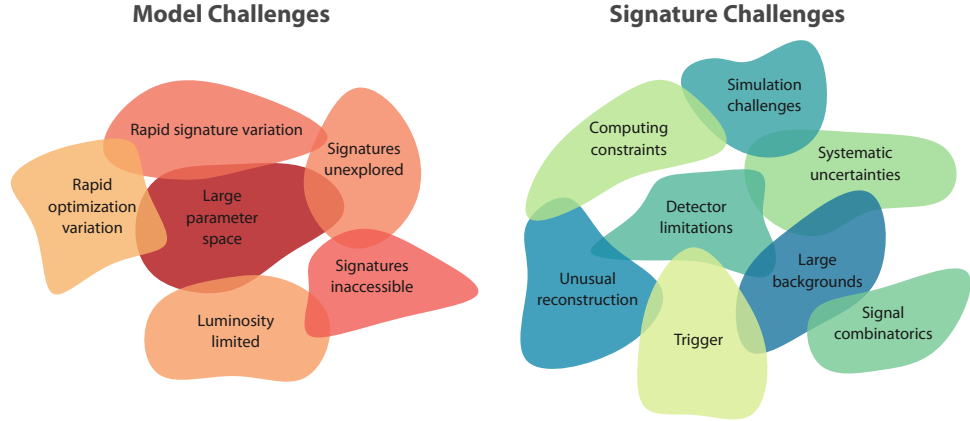 Model Challenges
Rapid signature variation
Signatures
unexplored
Rapid
optimization
variation
Large
parameter
space
Signatures
inaccessible
Luminosity
limited
Signature Challenges
Simulation
challenges
Computing
constraints
Systematic
uncertainties
Detector
limitations
Unusual
reconstruction
Large
backgrounds
Trigger
Signal
combinatorics